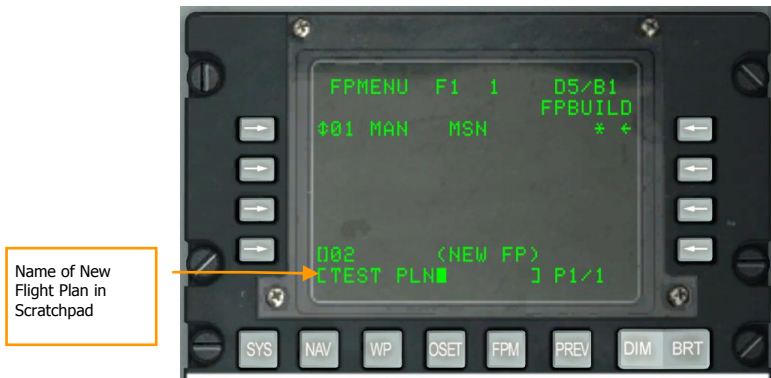 FPMENU F1 1 D5/B1
FPBUILD
↕01 MAN MSN * ←
[]02 (NEW FP)
[TEST PLN█ ] P1/1
Name of New
Flight Plan in
Scratchpad
SYS NAV WP OSET FPM PREV DIM BRT